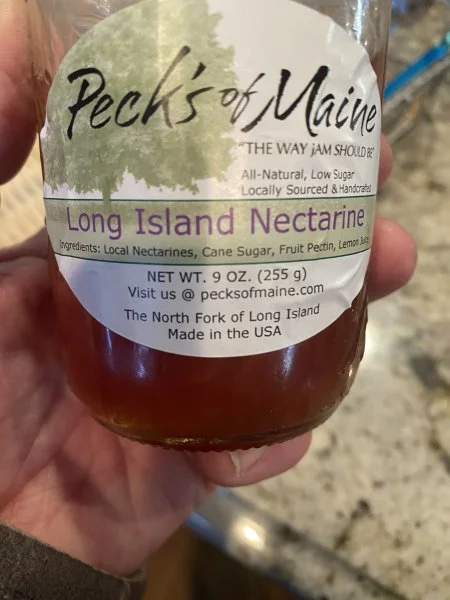 Peck's of Maine
"THE WAY JAM SHOULD BE"
All-Natural, Low Sugar
Locally Sourced & Handcrafted
Long Island Nectarine
Ingredients: Local Nectarines, Cane Sugar, Fruit Pectin, Lemon Juice
NET WT. 9 OZ. (255 g)
Visit us @ pecksofmaine.com
The North Fork of Long Island
Made in the USA